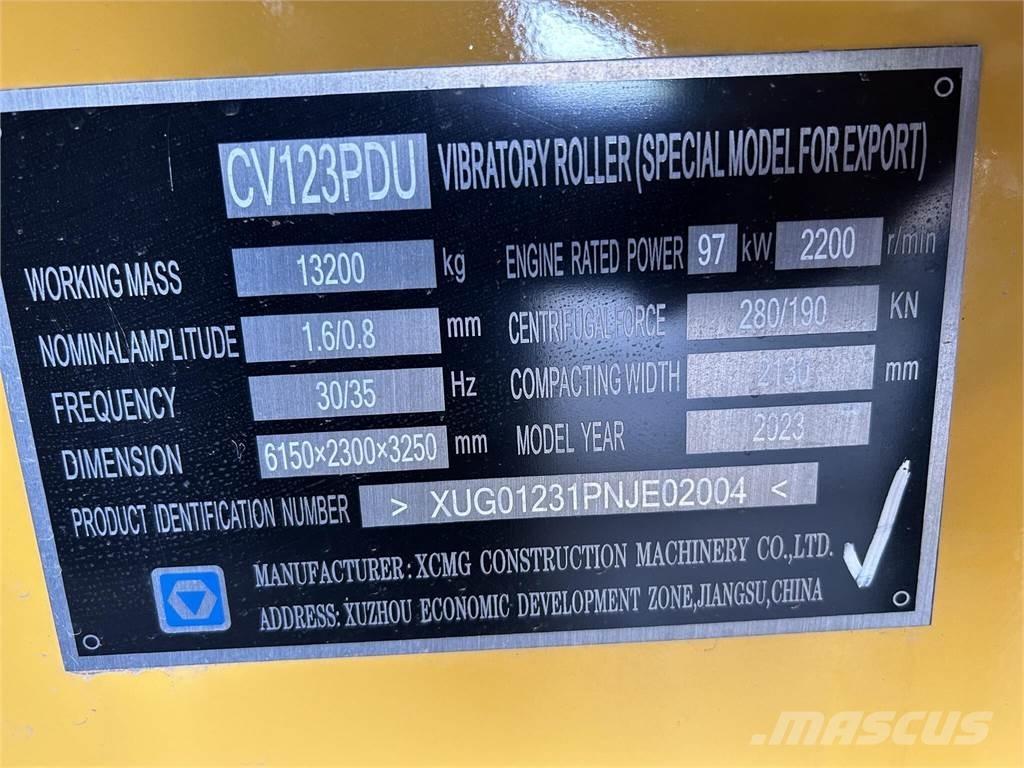 CV123PDU VIBRATORY ROLLER (SPECIAL MODEL FOR EXPORT)
WORKING MASS 13200 kg ENGINE RATED POWER 97 kW 2200 r/min
NOMINAL AMPLITUDE 1.6/0.8 mm CENTRIFUGAL FORCE 280/190 KN
FREQUENCY 30/35 Hz COMPACTING WIDTH 2130 mm
DIMENSION 6150×2300×3250 mm MODEL YEAR 2023
PRODUCT IDENTIFICATION NUMBER > XUG01231PNJE02004 <
MANUFACTURER: XCMG CONSTRUCTION MACHINERY CO.,LTD.
ADDRESS: XUZHOU ECONOMIC DEVELOPMENT ZONE,JIANGSU,CHINA
MASCUS